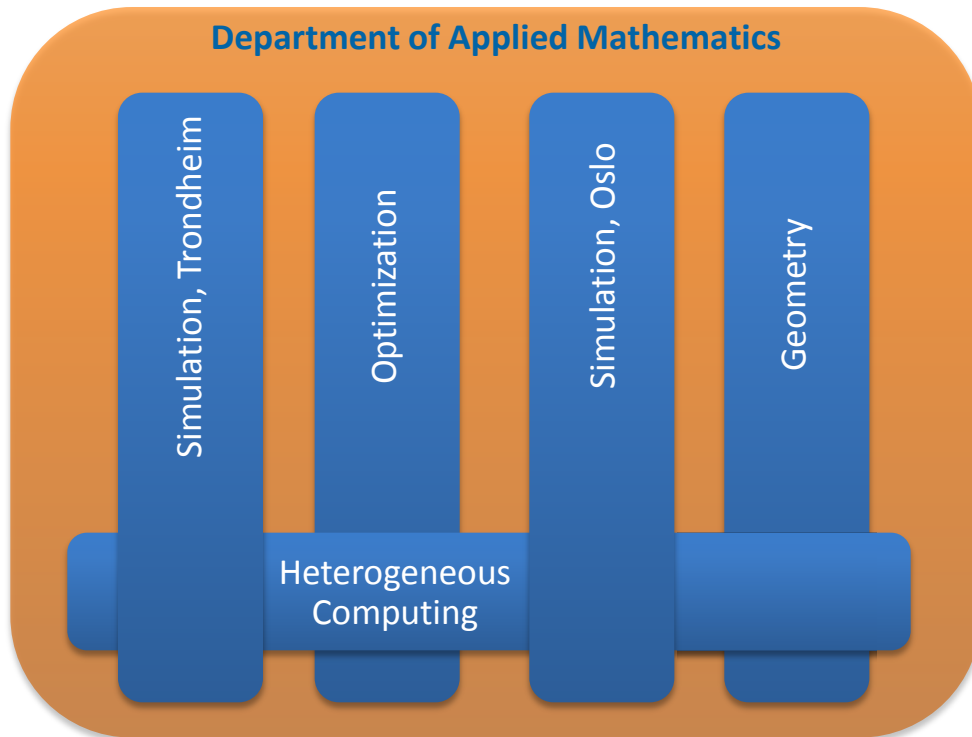 Department of Applied Mathematics
Simulation, Trondheim
Optimization
Simulation, Oslo
Geometry
Heterogeneous
Computing